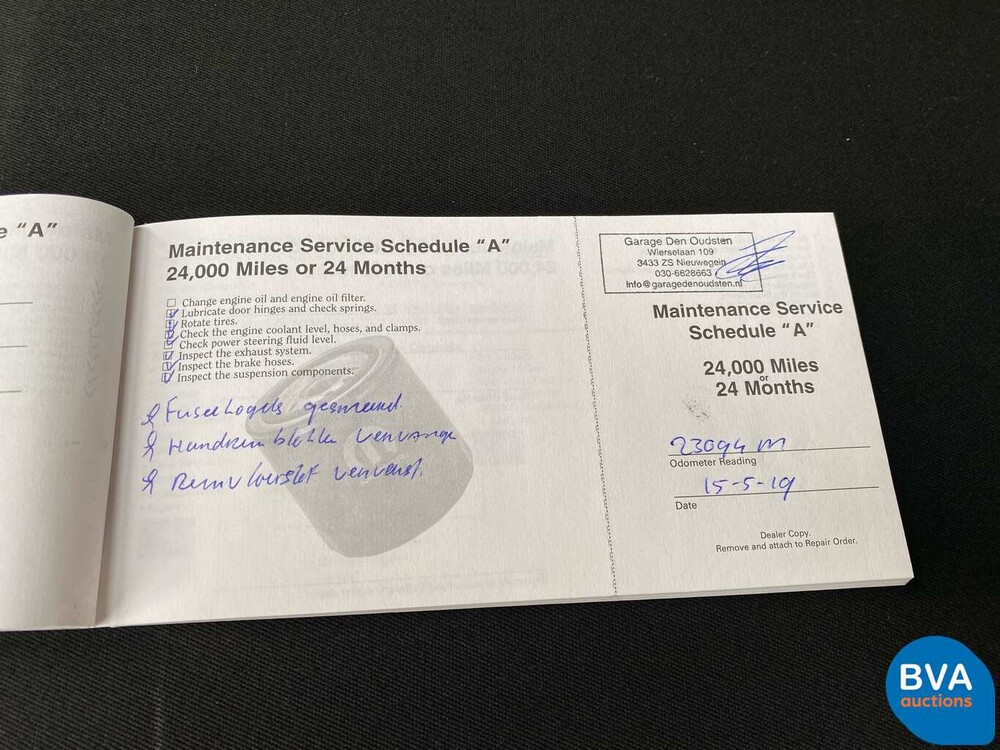 e "A"
Maintenance Service Schedule "A"
24,000 Miles or 24 Months
Change engine oil and engine oil filter.
Lubricate door hinges and check springs.
Rotate tires.
Check the engine coolant level, hoses, and clamps.
Check power steering fluid level.
Inspect the exhaust system.
Inspect the brake hoses.
Inspect the suspension components.
Fuseekogels gesmeerd.
Handremblokken
Remvloeistof ververst.
Garage Den Oudsten
Wierselaan 109
3433 ZS Nieuwegein
030-6628663
Info@garagedenoudsten.nl
Maintenance Service
Schedule "A"
24,000 Miles
or
24 Months
23094 m
Odometer Reading
15-5-19
Date
Dealer Copy.
Remove and attach to Repair Order.
BVA
auctions